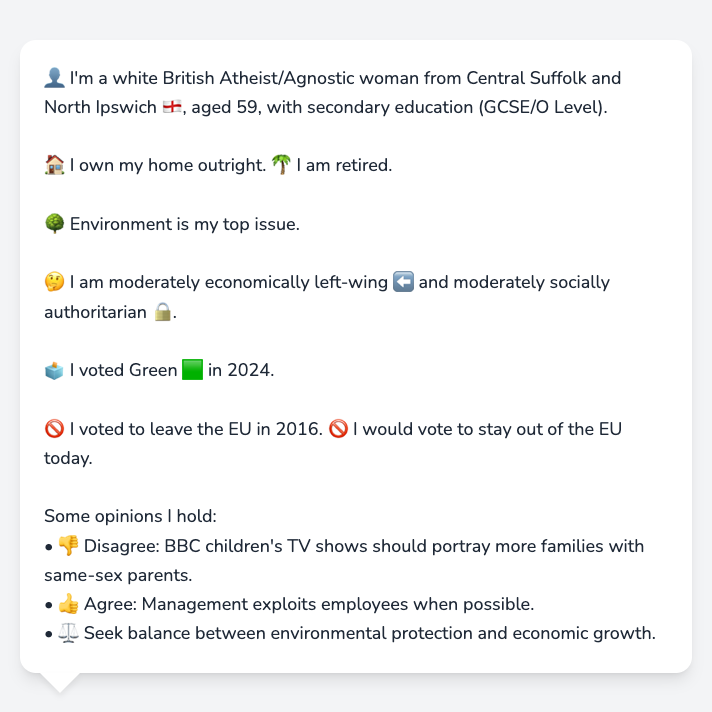 👤 I'm a white British Atheist/Agnostic woman from Central Suffolk and
North Ipswich 🏴󠁧󠁢󠁥󠁮󠁧󠁿, aged 59, with secondary education (GCSE/O Level).
🏠 I own my home outright. 🌴 I am retired.
🌳 Environment is my top issue.
🤔 I am moderately economically left-wing ⬅️ and moderately socially
authoritarian 🔒.
🗳️ I voted Green 🟩 in 2024.
🚫 I voted to leave the EU in 2016. 🚫 I would vote to stay out of the EU
today.
Some opinions I hold:
• 👎 Disagree: BBC children's TV shows should portray more families with
same-sex parents.
• 👍 Agree: Management exploits employees when possible.
• ⚖️ Seek balance between environmental protection and economic growth.